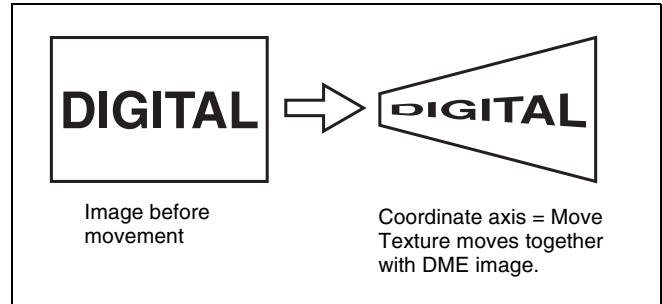 DIGITAL
DIGITAL
Image before
movement
Coordinate axis = Move
Texture moves together
with DME image.